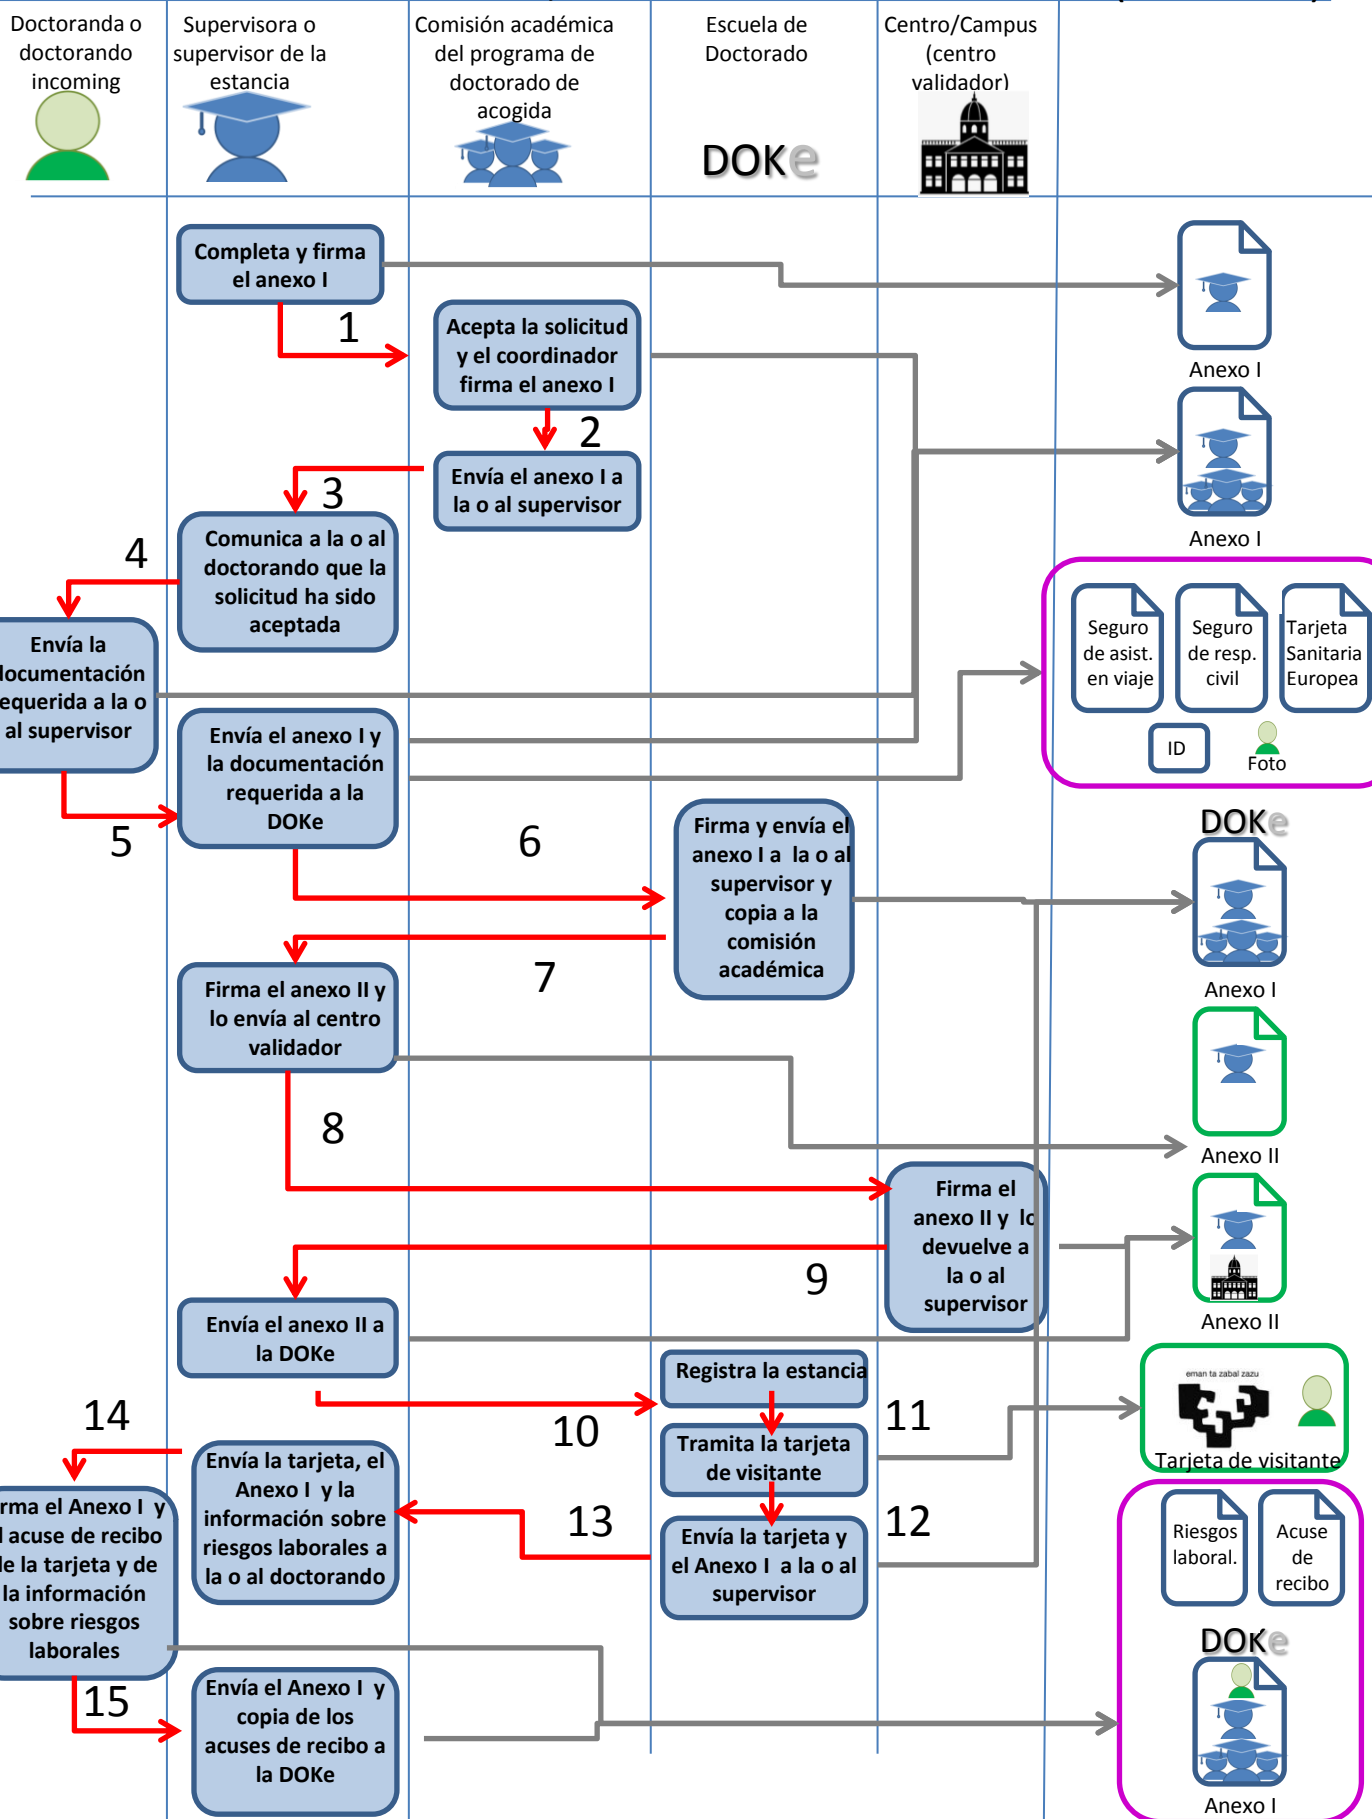 Doctoranda o
doctorando
incoming
Supervisora o
supervisor de la
estancia
Comisión académica
del programa de
doctorado de
acogida
Escuela de
Doctorado
DOKe
Centro/Campus
(centro
validador)
Completa y firma
el anexo I
Anexo I
1
Acepta la solicitud
y el coordinador
firma el anexo I
2
Envía el anexo I a
la o al supervisor
Anexo I
3
Comunica a la o al
doctorando que la
solicitud ha sido
aceptada
4
Envía la
documentación
requerida a la o
al supervisor
Seguro
de asist.
en viaje
Seguro
de resp.
civil
Tarjeta
Sanitaria
Europea
ID
Foto
5
Envía el anexo I y
la documentación
requerida a la
DOKe
6
Firma y envía el
anexo I a la o al
supervisor y
copia a la
comisión
académica
DOKe
Anexo I
7
Firma el anexo II y
lo envía al centro
validador
Anexo II
8
Firma el
anexo II y lo
devuelve a
la o al
supervisor
Anexo II
9
Envía el anexo II a
la DOKe
10
Registra la estancia
11
Tramita la tarjeta
de visitante
eman ta zabal zazu
Tarjeta de visitante
12
Envía la tarjeta y
el Anexo I a la o al
supervisor
13
Envía la tarjeta, el
Anexo I y la
información sobre
riesgos laborales a
la o al doctorando
14
Firma el Anexo I y
el acuse de recibo
de la tarjeta y de
la información
sobre riesgos
laborales
Riesgos
laboral.
Acuse
de
recibo
15
Envía el Anexo I y
copia de los
acuses de recibo a
la DOKe
DOKe
Anexo I